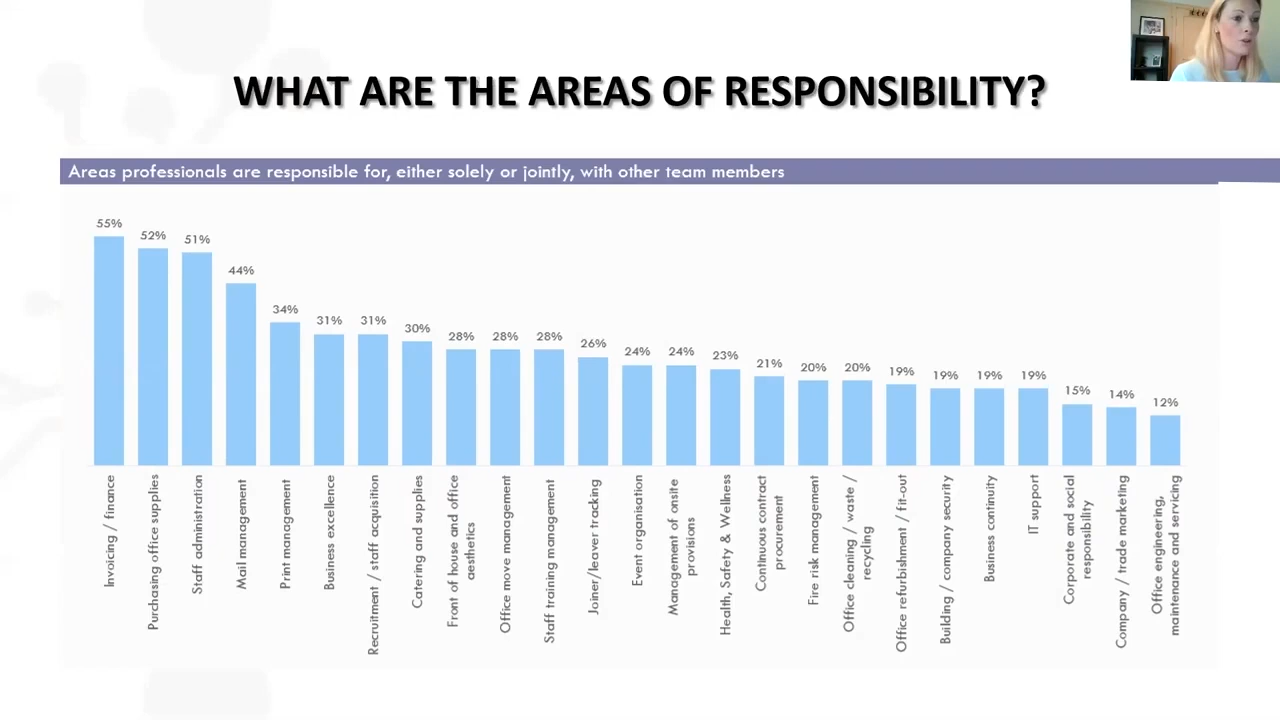 WHAT ARE THE AREAS OF RESPONSIBILITY?
Areas professionals are responsible for, either solely or jointly, with other team members
55%
52%
51%
44%
34%
31%
31%
30%
28%
28%
28%
26%
24%
24%
23%
21%
20%
20%
19%
19%
19%
19%
15%
14%
12%
Invoicing / finance
Purchasing office supplies
Staff administration
Mail management
Print management
Business excellence
Recruitment / staff acquisition
Catering and supplies
Front of house and office
aesthetics
Office move management
Staff training management
Joiner/leaver tracking
Event organisation
Management of onsite
provisions
Health, Safety & Wellness
Continuous contract
procurement
Fire risk management
Office cleaning / waste /
recycling
Office refurbishment / fit-out
Building / company security
Business continuity
IT support
Corporate and social
responsibility
Company / trade marketing
Office engineering,
maintenance and servicing